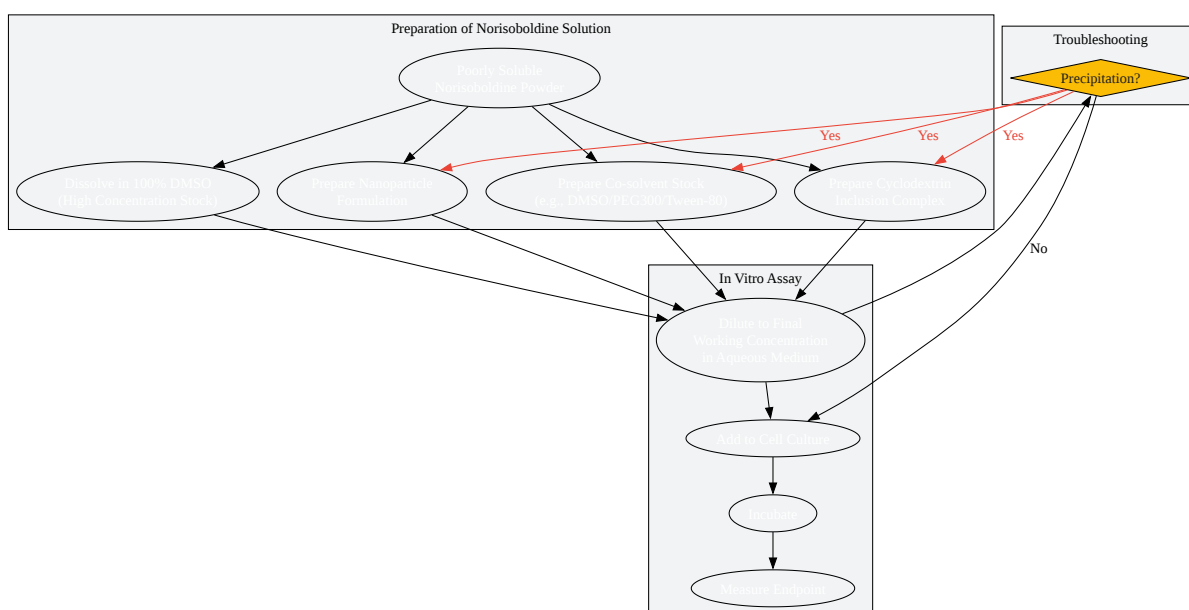 Preparation of Norisoboldine Solution
Troubleshooting
Poorly Soluble
Norisoboldine Powder
Precipitation?
Yes
Yes
Yes
Dissolve in 100% DMSO
(High Concentration Stock)
Prepare Nanoparticle
Formulation
Prepare Co-solvent Stock
(e.g., DMSO/PEG300/Tween-80)
Prepare Cyclodextrin
Inclusion Complex
No
In Vitro Assay
Dilute to Final
Working Concentration
in Aqueous Medium
Add to Cell Culture
Incubate
Measure Endpoint